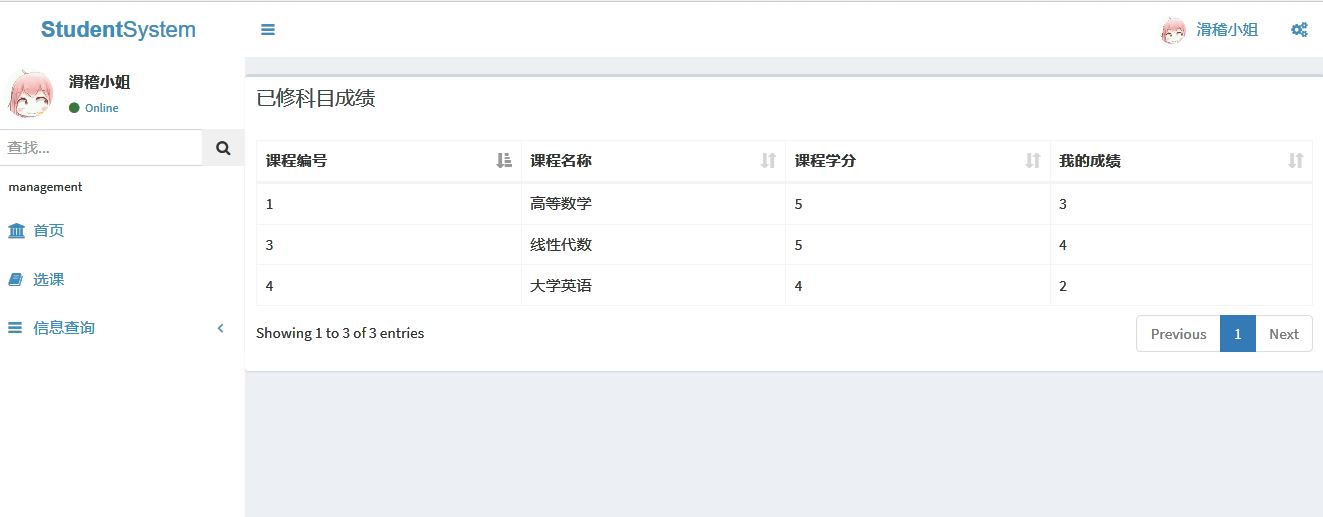 StudentSystem
滑稽小姐
滑稽小姐
Online
查找...
management
首页
选课
信息查询
已修科目成绩
课程编号 课程名称 课程学分 我的成绩
1 高等数学 5 3
3 线性代数 5 4
4 大学英语 4 2
Showing 1 to 3 of 3 entries
Previous 1 Next